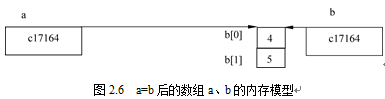 a b
b[0]
c17164 4 c17164
b[1] 5
图 2.6 a=b 后的数组 a、b 的内存模型↵